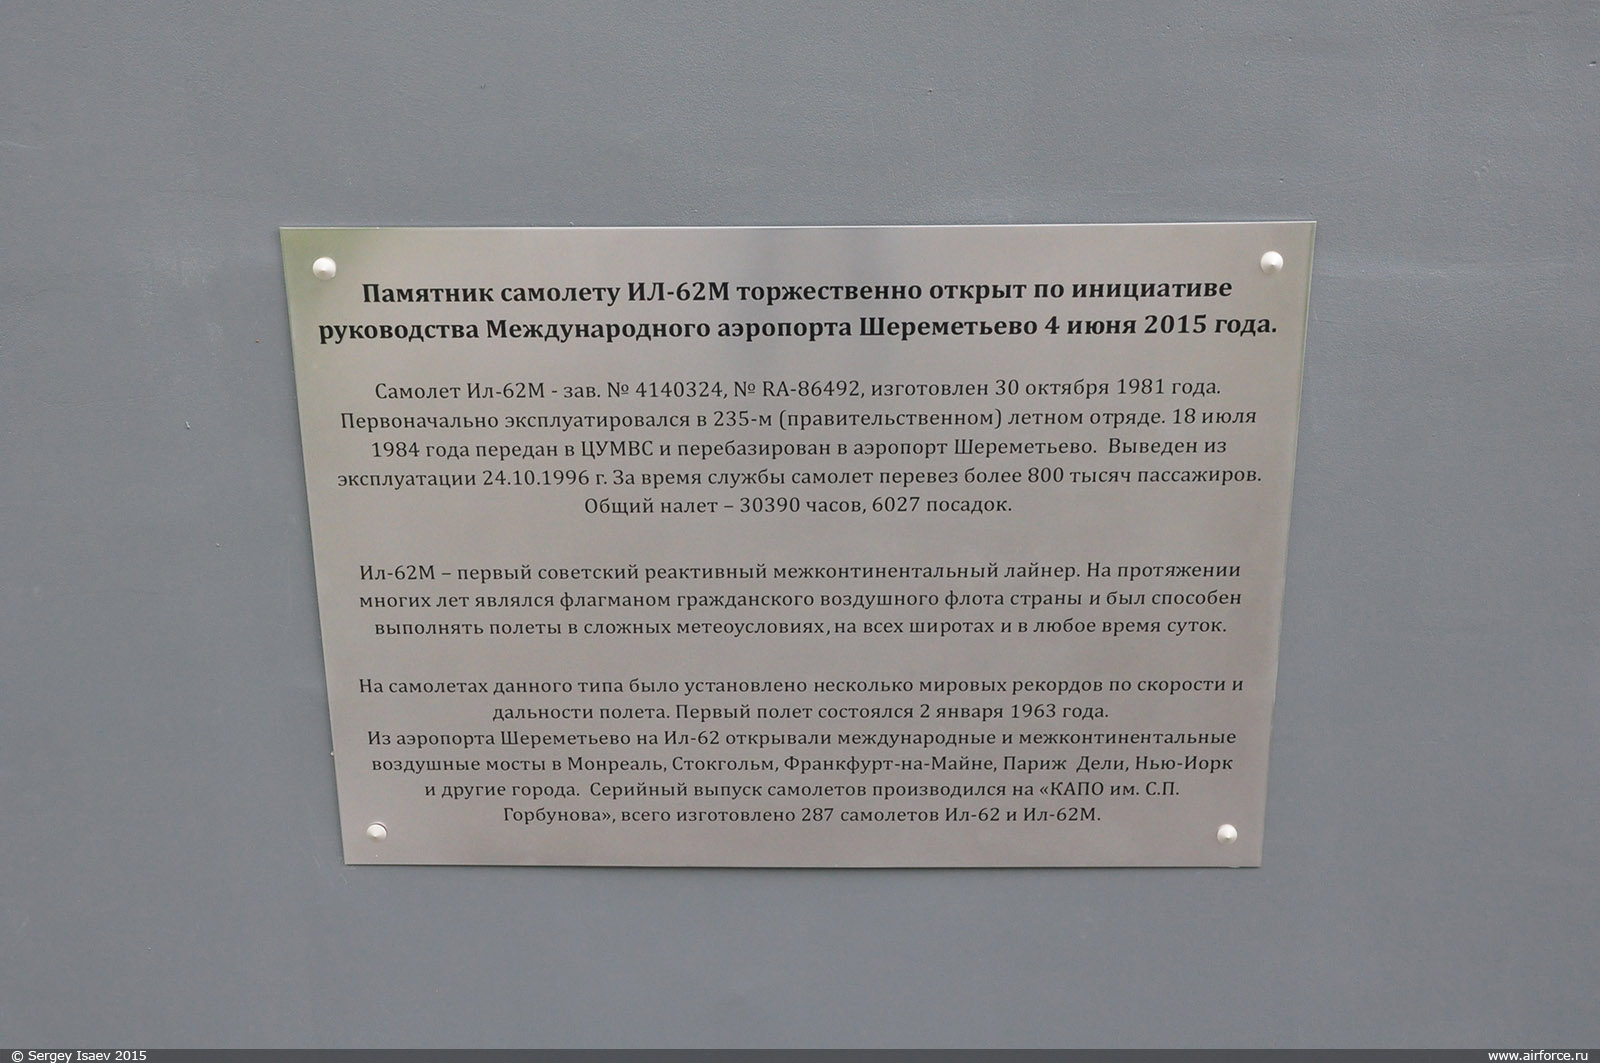 Памятник самолету ИЛ-62М торжественно открыт по инициативе
руководства Международного аэропорта Шереметьево 4 июня 2015 года.
Самолет Ил-62М - зав. № 4140324, № RA-86492, изготовлен 30 октября 1981 года.
Первоначально эксплуатировался в 235-м (правительственном) летном отряде. 18 июля
1984 года передан в ЦУМВС и перебазирован в аэропорт Шереметьево. Выведен из
эксплуатации 24.10.1996 г. За время службы самолет перевез более 800 тысяч пассажиров.
Общий налет – 30390 часов, 6027 посадок.
Ил-62М – первый советский реактивный межконтинентальный лайнер. На протяжении
многих лет являлся флагманом гражданского воздушного флота страны и был способен
выполнять полеты в сложных метеоусловиях, на всех широтах и в любое время суток.
На самолетах данного типа было установлено несколько мировых рекордов по скорости и
дальности полета. Первый полет состоялся 2 января 1963 года.
Из аэропорта Шереметьево на Ил-62 открывали международные и межконтинентальные
воздушные мосты в Монреаль, Стокгольм, Франкфурт-на-Майне, Париж Дели, Нью-Йорк
и другие города. Серийный выпуск самолетов производился на «КАПО им. С.П.
Горбунова», всего изготовлено 287 самолетов Ил-62 и Ил-62М.
© Sergey Isaev 2015
www.airforce.ru